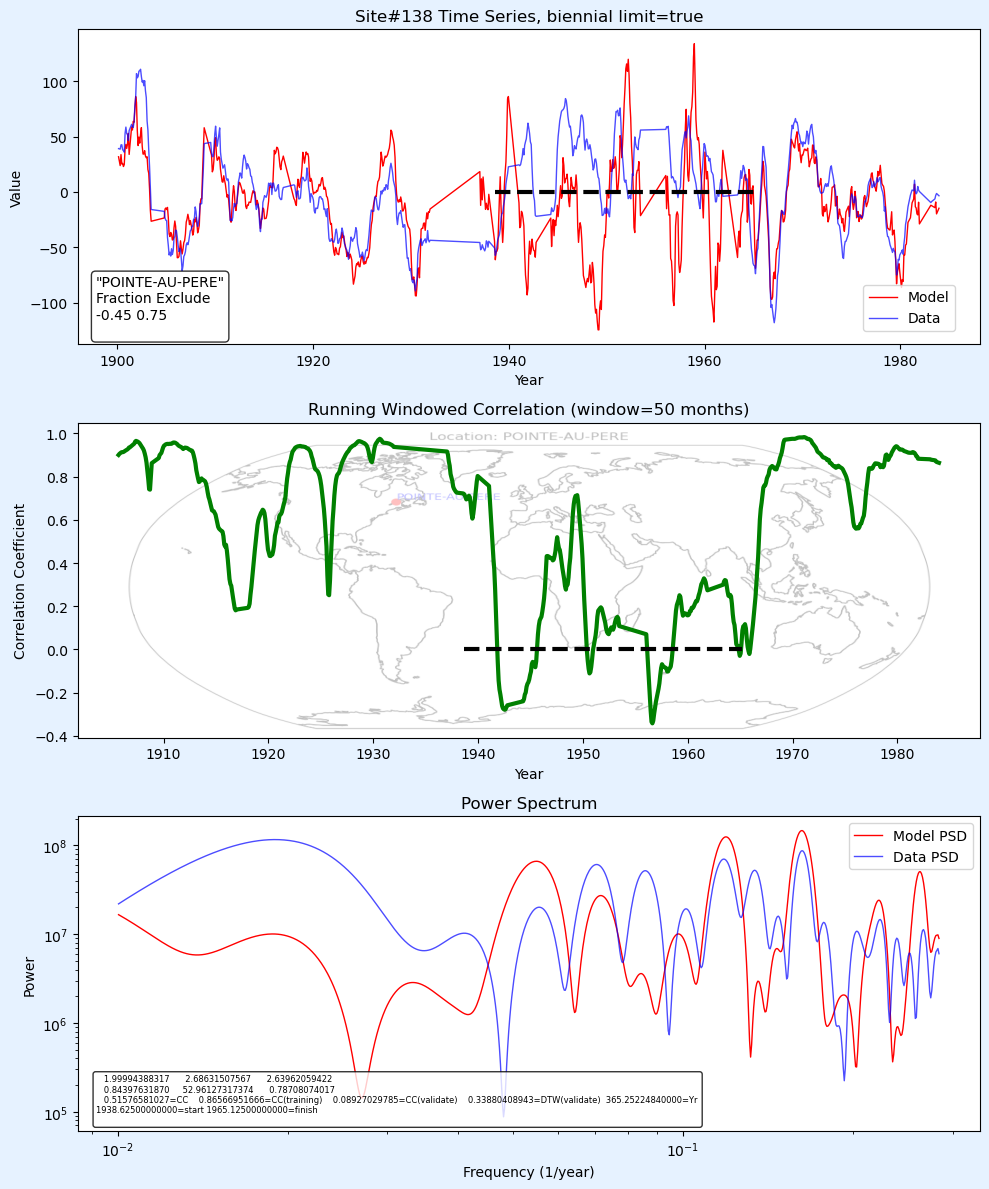 Site#138 Time Series, biennial limit=true
Value
100
50
0
−50
−100
"POINTE-AU-PERE"
Fraction Exclude
-0.45 0.75
Model
Data
1900
1920
1940
1960
1980
Year
Running Windowed Correlation (window=50 months)
Location: POINTE-AU-PERE
POINTE-AU-PERE
Correlation Coefficient
1.0
0.8
0.6
0.4
0.2
0.0
−0.2
−0.4
1910
1920
1930
1940
1950
1960
1970
1980
Year
Power Spectrum
Model PSD
Data PSD
Power
10^8
10^7
10^6
10^5
1.99994388317 2.68631507567 2.63962059422
0.84397631870 52.96127317374 0.78708074017
0.51576581027=CC 0.86566951666=CC(training) 0.08927029785=CC(validate) 0.33880408943=DTW(validate) 365.25224840000=Yr
1938.62500000000=start 1965.12500000000=finish
10^−2
10^−1
Frequency (1/year)